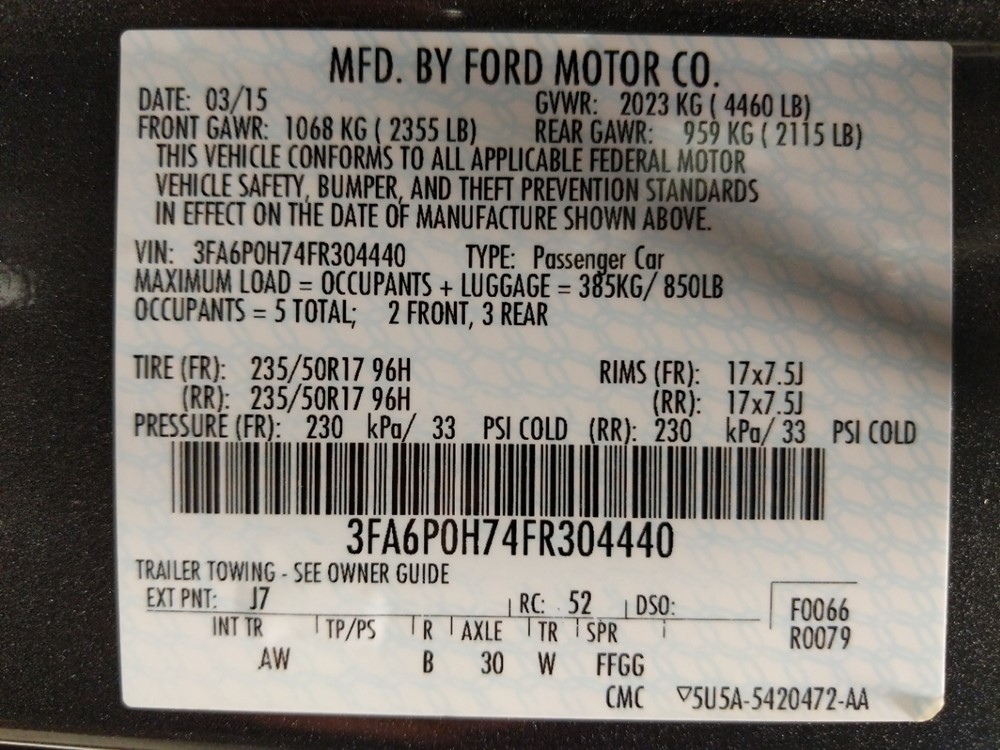 MFD. BY FORD MOTOR CO.
DATE: 03/15 GVWR: 2023 KG ( 4460 LB)
FRONT GAWR: 1068 KG ( 2355 LB) REAR GAWR: 959 KG ( 2115 LB)
THIS VEHICLE CONFORMS TO ALL APPLICABLE FEDERAL MOTOR
VEHICLE SAFETY, BUMPER, AND THEFT PREVENTION STANDARDS
IN EFFECT ON THE DATE OF MANUFACTURE SHOWN ABOVE.
VIN: 3FA6P0H74FR304440 TYPE: Passenger Car
MAXIMUM LOAD = OCCUPANTS + LUGGAGE = 385KG/ 850LB
OCCUPANTS = 5 TOTAL; 2 FRONT, 3 REAR
TIRE (FR): 235/50R17 96H RIMS (FR): 17x7.5J
(RR): 235/50R17 96H (RR): 17x7.5J
PRESSURE (FR): 230 kPa/ 33 PSI COLD (RR): 230 kPa/ 33 PSI COLD
3FA6P0H74FR304440
TRAILER TOWING - SEE OWNER GUIDE
EXT PNT: J7 RC: 52 DSO: F0066
INT TR TP/PS R AXLE TR SPR R0079
AW B 30 W FFGG
CMC ▽5U5A-5420472-AA